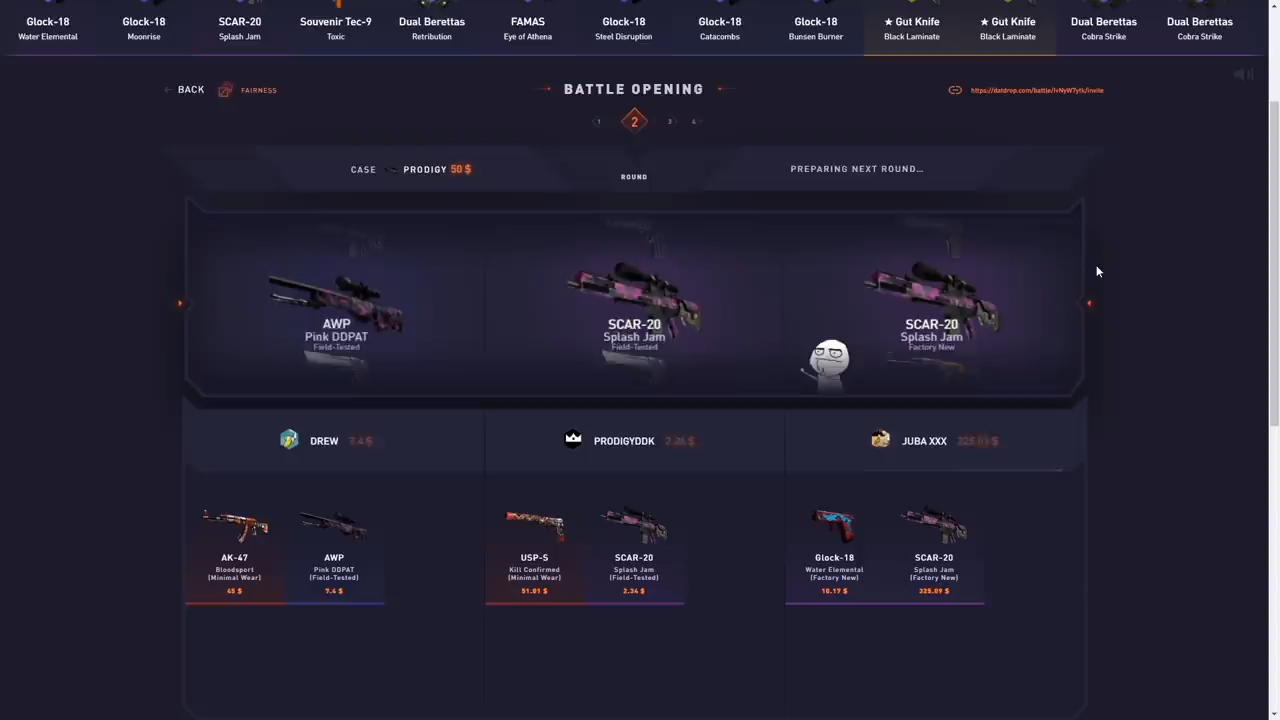 Glock-18
Water Elemental
Glock-18
Moonrise
SCAR-20
Splash Jam
Souvenir Tec-9
Toxic
Dual Berettas
Retribution
FAMAS
Eye of Athena
Glock-18
Steel Disruption
Glock-18
Catacombs
Glock-18
Bunsen Burner
★ Gut Knife
Black Laminate
★ Gut Knife
Black Laminate
Dual Berettas
Cobra Strike
Dual Berettas
Cobra Strike
← BACK
FAIRNESS
BATTLE OPENING
https://datdrop.com/battle/IvNyW7ytk/invite
1 2 3 4
CASE PRODIGY 50 $
ROUND
PREPARING NEXT ROUND...
AWP
Pink DDPAT
Field-Tested
SCAR-20
Splash Jam
Field-Tested
SCAR-20
Splash Jam
Factory New
DREW 7.4 $
PRODIGYDDK
JUBA XXX
AK-47
Bloodsport
(Minimal Wear)
45 $
AWP
Pink DDPAT
(Field-Tested)
7.4 $
USP-S
Kill Confirmed
(Minimal Wear)
51.01 $
SCAR-20
Splash Jam
(Field-Tested)
2.34 $
Glock-18
Water Elemental
(Factory New)
10.17 $
SCAR-20
Splash Jam
(Factory New)
325.09 $